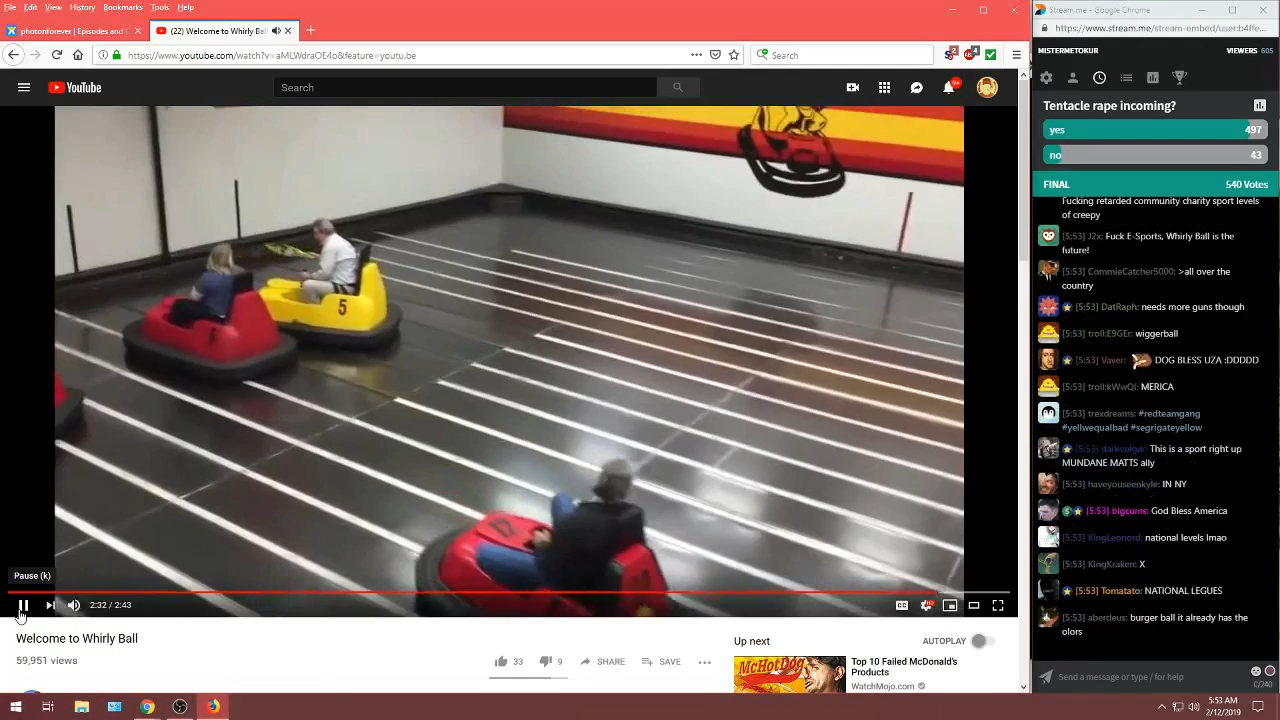 File Edit View History Bookmarks Tools Help
photonforever | Episodes and
(22) Welcome to Whirly Ball
https://www.youtube.com/watch?v=aMLWdraOE4o&feature=youtu.be
Search
2
4
YouTube
Search
9+
5
Pause (k)
2:32 / 2:43
CC
HD
Welcome to Whirly Ball
59,951 views
33
9
SHARE
SAVE
Up next
AUTOPLAY
McHotDog
Top 10 Failed McDonald's
Products
WatchMojo.com
Stream.me - Google Chrome
https://www.stream.me/stream-embed/user:b4ffe...
MISTERMETOKUR
VIEWERS 605
Tentacle rape incoming?
yes 497
no 43
FINAL 540 Votes
Fucking retarded community charity sport levels
of creepy
[5:53] J2x: Fuck E-Sports, Whirly Ball is the
future!
[5:53] CommieCatcher5000: >all over the
country
[5:53] DatRaph: needs more guns though
[5:53] troll:E9GEr: wiggerball
[5:53] Vaver: DOG BLESS UZA :DDDDD
[5:53] troll:kWwQl: MERICA
[5:53] trexdreams: #redteamgang
#yellwequalbad #segrigateyellow
[5:53] darkvulgar: This is a sport right up
MUNDANE MATTS ally
[5:53] haveyouseenkyle: IN NY
[5:53] bigcums: God Bless America
[5:53] KingLeonord: national levels lmao
[5:53] KingKraken: X
[5:53] Tomatato: NATIONAL LEGUES
[5:53] aberdeus: burger ball it already has the
olors
Send a message or type / for help
0/240
5:53 AM
2/12/2019